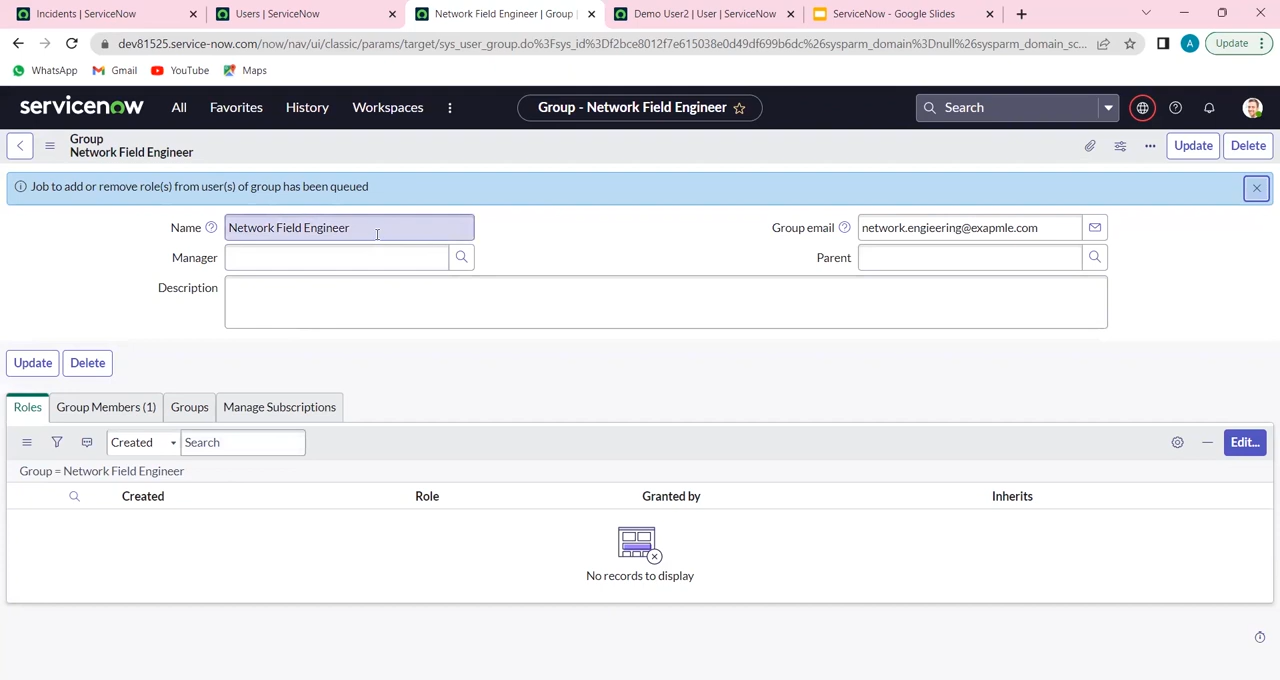 Incidents | ServiceNow
Users | ServiceNow
Network Field Engineer | Group |
Demo User2 | User | ServiceNow
ServiceNow - Google Slides
dev81525.service-now.com/now/nav/ui/classic/params/target/sys_user_group.do%3Fsys_id%3Df2bce8012f7e615038e0d49df699b6dc%26sysparm_domain%3Dnull%26sysparm_domain_sc...
A
Update
WhatsApp
Gmail
YouTube
Maps
servicenow
All
Favorites
History
Workspaces
Group - Network Field Engineer
Search
Group
Network Field Engineer
Update
Delete
Job to add or remove role(s) from user(s) of group has been queued
Name
Network Field Engineer
Group email
network.engieering@exapmle.com
Manager
Parent
Description
Update
Delete
Roles
Group Members (1)
Groups
Manage Subscriptions
Created
Search
Edit...
Group = Network Field Engineer
Created
Role
Granted by
Inherits
No records to display